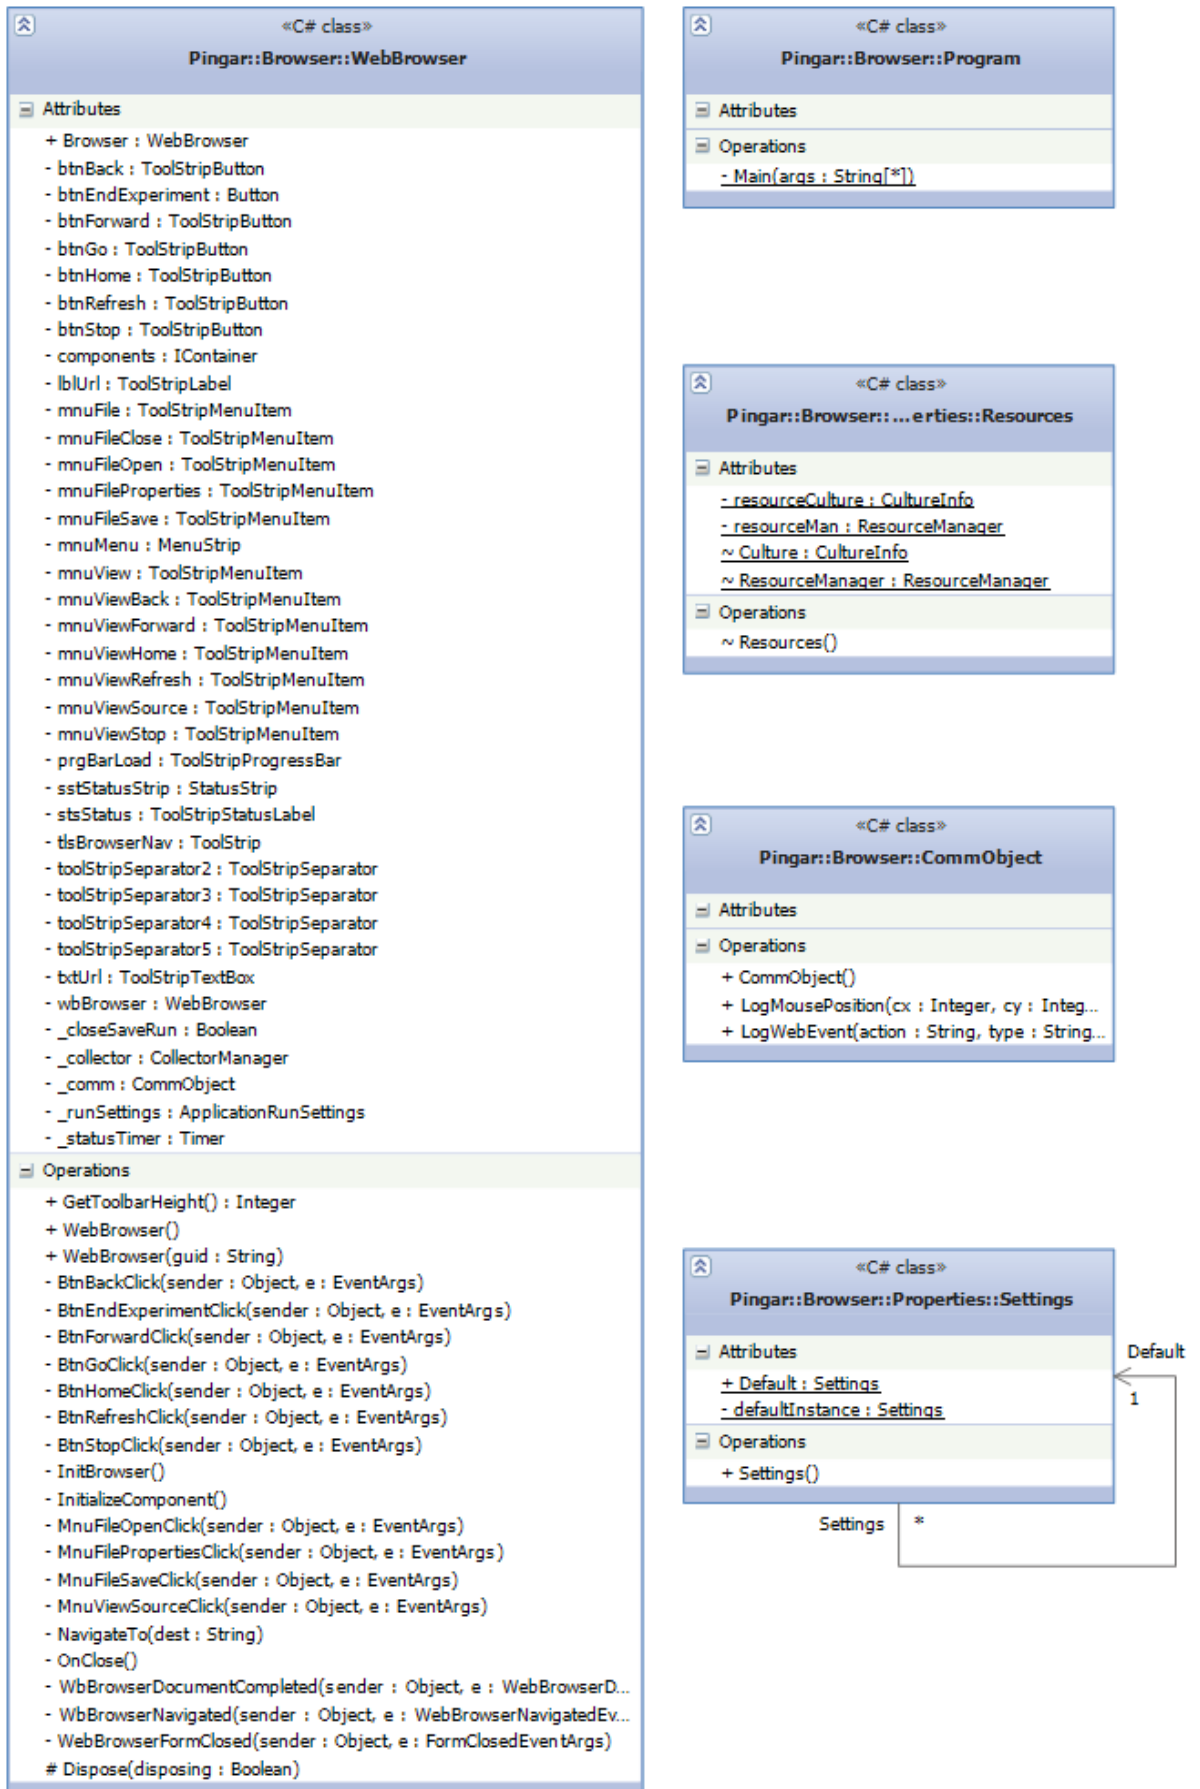 «C# class»
Pingar::Browser::WebBrowser
Attributes
+ Browser : WebBrowser
- btnBack : ToolStripButton
- btnEndExperiment : Button
- btnForward : ToolStripButton
- btnGo : ToolStripButton
- btnHome : ToolStripButton
- btnRefresh : ToolStripButton
- btnStop : ToolStripButton
- components : IContainer
- lblUrl : ToolStripLabel
- mnuFile : ToolStripMenuItem
- mnuFileClose : ToolStripMenuItem
- mnuFileOpen : ToolStripMenuItem
- mnuFileProperties : ToolStripMenuItem
- mnuFileSave : ToolStripMenuItem
- mnuMenu : MenuStrip
- mnuView : ToolStripMenuItem
- mnuViewBack : ToolStripMenuItem
- mnuViewForward : ToolStripMenuItem
- mnuViewHome : ToolStripMenuItem
- mnuViewRefresh : ToolStripMenuItem
- mnuViewSource : ToolStripMenuItem
- mnuViewStop : ToolStripMenuItem
- prgBarLoad : ToolStripProgressBar
- sstStatusStrip : StatusStrip
- stsStatus : ToolStripStatusLabel
- tlsBrowserNav : ToolStrip
- toolStripSeparator2 : ToolStripSeparator
- toolStripSeparator3 : ToolStripSeparator
- toolStripSeparator4 : ToolStripSeparator
- toolStripSeparator5 : ToolStripSeparator
- txtUrl : ToolStripTextBox
- wbBrowser : WebBrowser
- _closeSaveRun : Boolean
- _collector : CollectorManager
- _comm : CommObject
- _runSettings : ApplicationRunSettings
- _statusTimer : Timer
Operations
+ GetToolbarHeight() : Integer
+ WebBrowser()
+ WebBrowser(guid : String)
- BtnBackClick(sender : Object, e : EventArgs)
- BtnEndExperimentClick(sender : Object, e : EventArgs)
- BtnForwardClick(sender : Object, e : EventArgs)
- BtnGoClick(sender : Object, e : EventArgs)
- BtnHomeClick(sender : Object, e : EventArgs)
- BtnRefreshClick(sender : Object, e : EventArgs)
- BtnStopClick(sender : Object, e : EventArgs)
- InitBrowser()
- InitializeComponent()
- MnuFileOpenClick(sender : Object, e : EventArgs)
- MnuFilePropertiesClick(sender : Object, e : EventArgs)
- MnuFileSaveClick(sender : Object, e : EventArgs)
- MnuViewSourceClick(sender : Object, e : EventArgs)
- NavigateTo(dest : String)
- OnClose()
- WbBrowserDocumentCompleted(sender : Object, e : WebBrowserD...
- WbBrowserNavigated(sender : Object, e : WebBrowserNavigatedEv...
- WebBrowserFormClosed(sender : Object, e : FormClosedEventArgs)
# Dispose(disposing : Boolean)
«C# class»
Pingar::Browser::Program
Attributes
Operations
- Main(args : String[*])
«C# class»
Pingar::Browser::...erties::Resources
Attributes
- resourceCulture : CultureInfo
- resourceMan : ResourceManager
~ Culture : CultureInfo
~ ResourceManager : ResourceManager
Operations
~ Resources()
«C# class»
Pingar::Browser::CommObject
Attributes
Operations
+ CommObject()
+ LogMousePosition(cx : Integer, cy : Integ...
+ LogWebEvent(action : String, type : String...
«C# class»
Pingar::Browser::Properties::Settings
Attributes
+ Default : Settings
- defaultInstance : Settings
Operations
+ Settings()
Default
1
Settings *